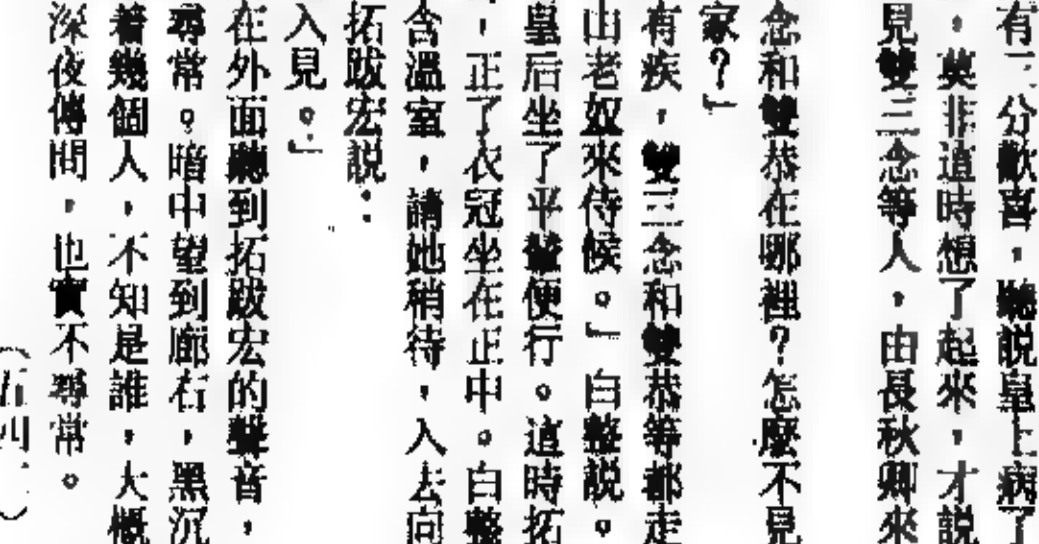 有三分歡喜，聽説皇上病了
，莫非這時想了起來，才説
見雙三念等人，由長秋卿來
念和雙恭在哪裡？怎麼不見
家？」
有疾，雙三念和雙恭等都走
山老奴來侍候。」白整説。
皇后坐了平輦便行。這時拓
，正了衣冠坐在正中。白整
含溫室，請她稍待，入去向
拓跋宏説：
入見。」
在外面聽到拓跋宏的聲音，
尋常。暗中望到廊右，黑沉
着幾個人，不知是誰，大概
深夜傳問，也實不尋常。